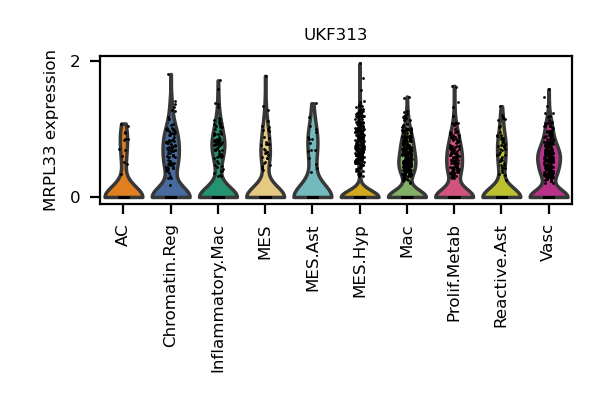 UKF313
MRPL33 expression
2
0
AC
Chromatin.Reg
Inflammatory.Mac
MES
MES.Ast
MES.Hyp
Mac
Prolif.Metab
Reactive.Ast
Vasc